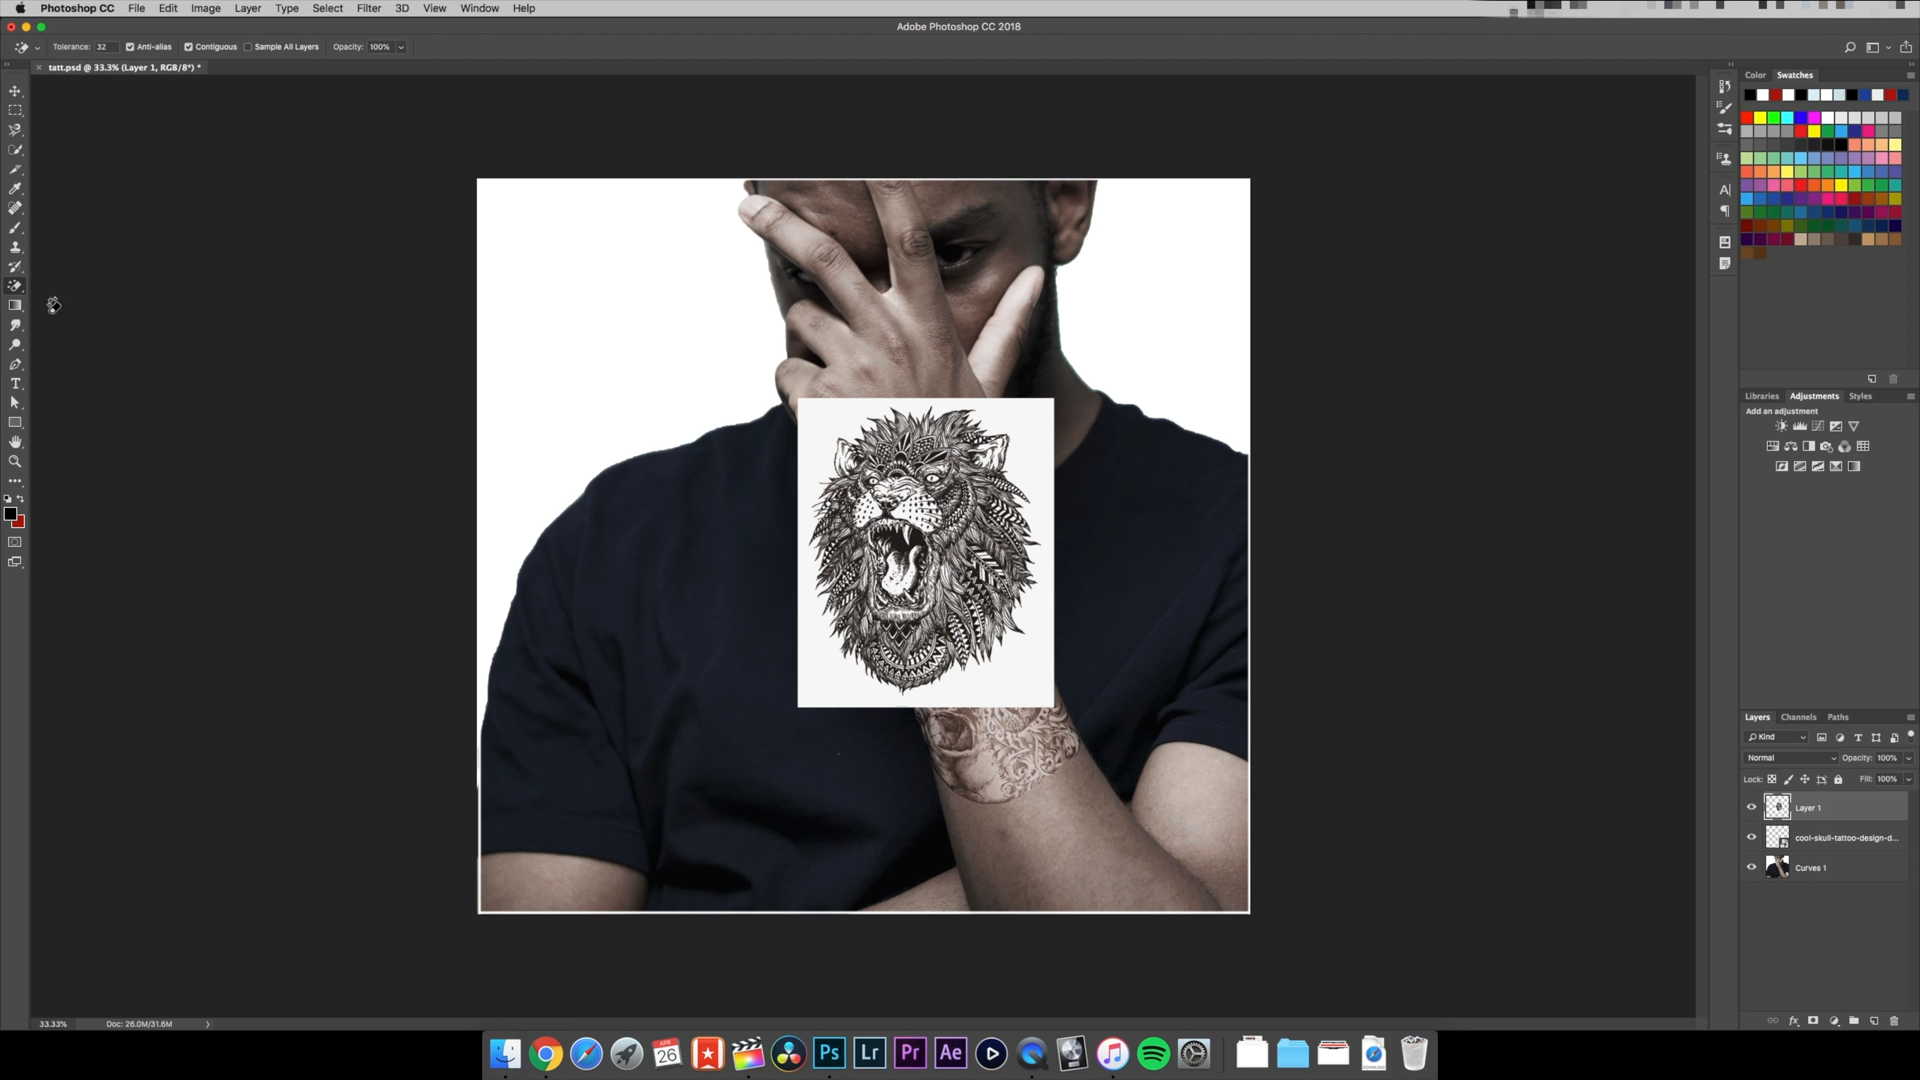 Photoshop CC File Edit Image Layer Type Select Filter 3D View Window Help
Adobe Photoshop CC 2018
Tolerance: 32 Anti-alias Contiguous Sample All Layers Opacity: 100%
tatt.psd @ 33.3% (Layer 1, RGB/8*) *
Color Swatches
Libraries Adjustments Styles
Add an adjustment
Layers Channels Paths
Kind
Normal Opacity: 100%
Lock: Fill: 100%
Layer 1
cool-skull-tattoo-design-d...
Curves 1
33.33% Doc: 26.0M/31.6M
APR
26
Ps Lr Pr Ae
DOWNLOAD